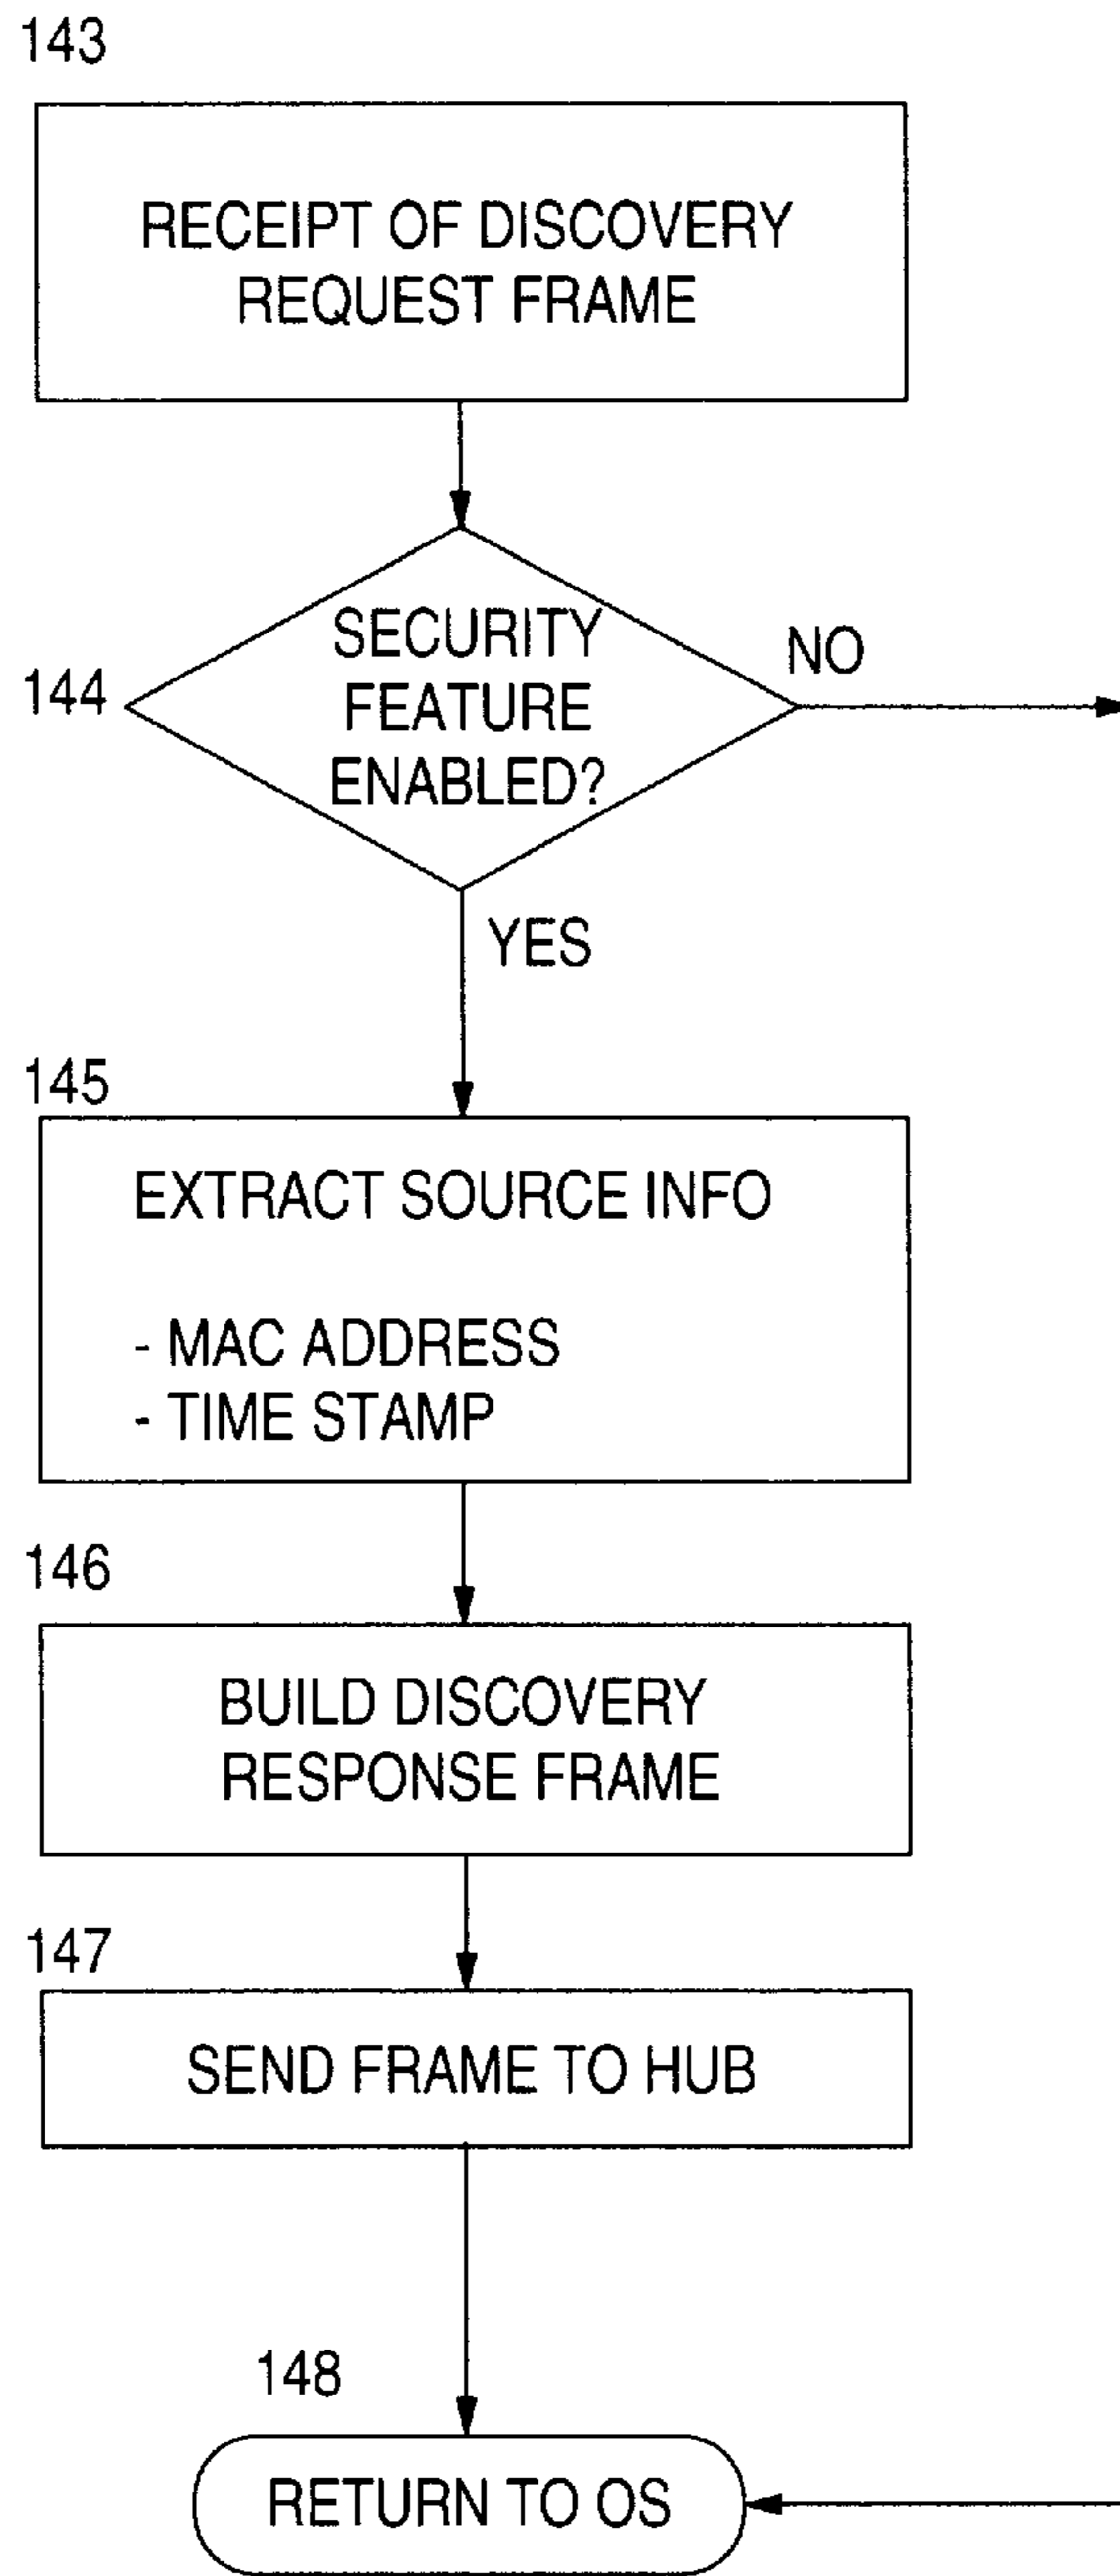 143
RECEIPT OF DISCOVERY
REQUEST FRAME
144
SECURITY
FEATURE
ENABLED?
NO
YES
145
EXTRACT SOURCE INFO
- MAC ADDRESS
- TIME STAMP
146
BUILD DISCOVERY
RESPONSE FRAME
147
SEND FRAME TO HUB
148
RETURN TO OS